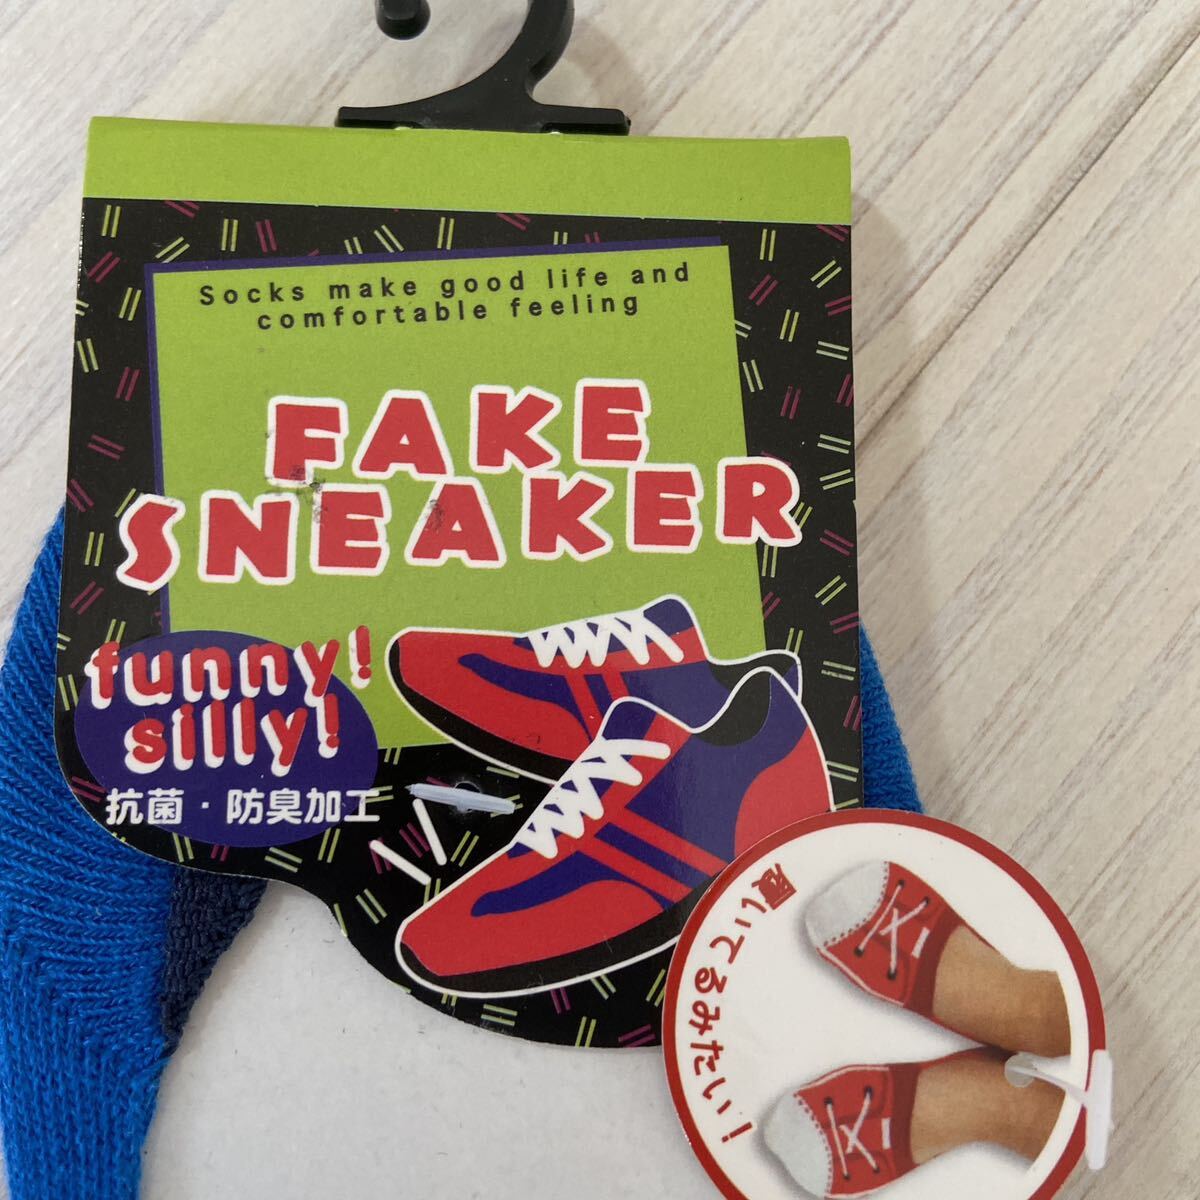 Socks make good life and
comfortable feeling
FAKE
SNEAKER
funny!
silly!
抗菌・防臭加工
履いてるみたい!